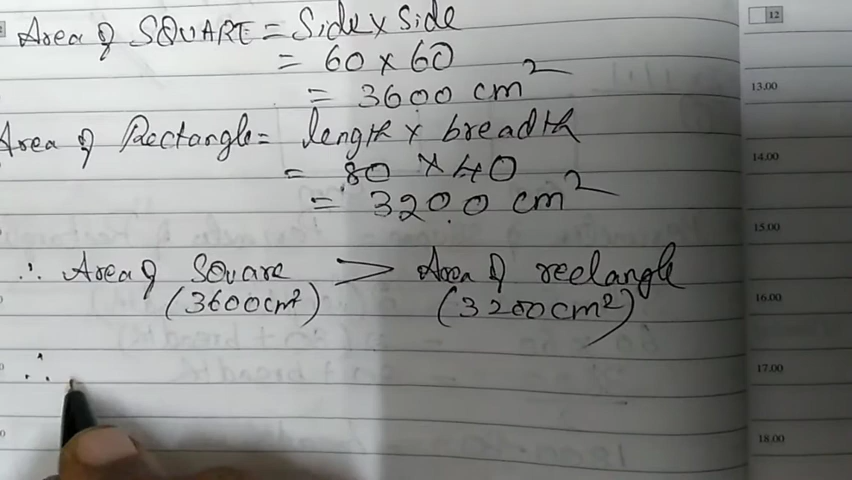 Area of SQUARE = Side x Side
= 60 x 60
= 3600 cm²
Area of Rectangle = length x breadth
= 80 x 40
= 3200 cm²
∴ Area of Square > Area of reclangle
(3600cm²) (3200cm²)
∴
12
13.00
14.00
15.00
16.00
17.00
18.00